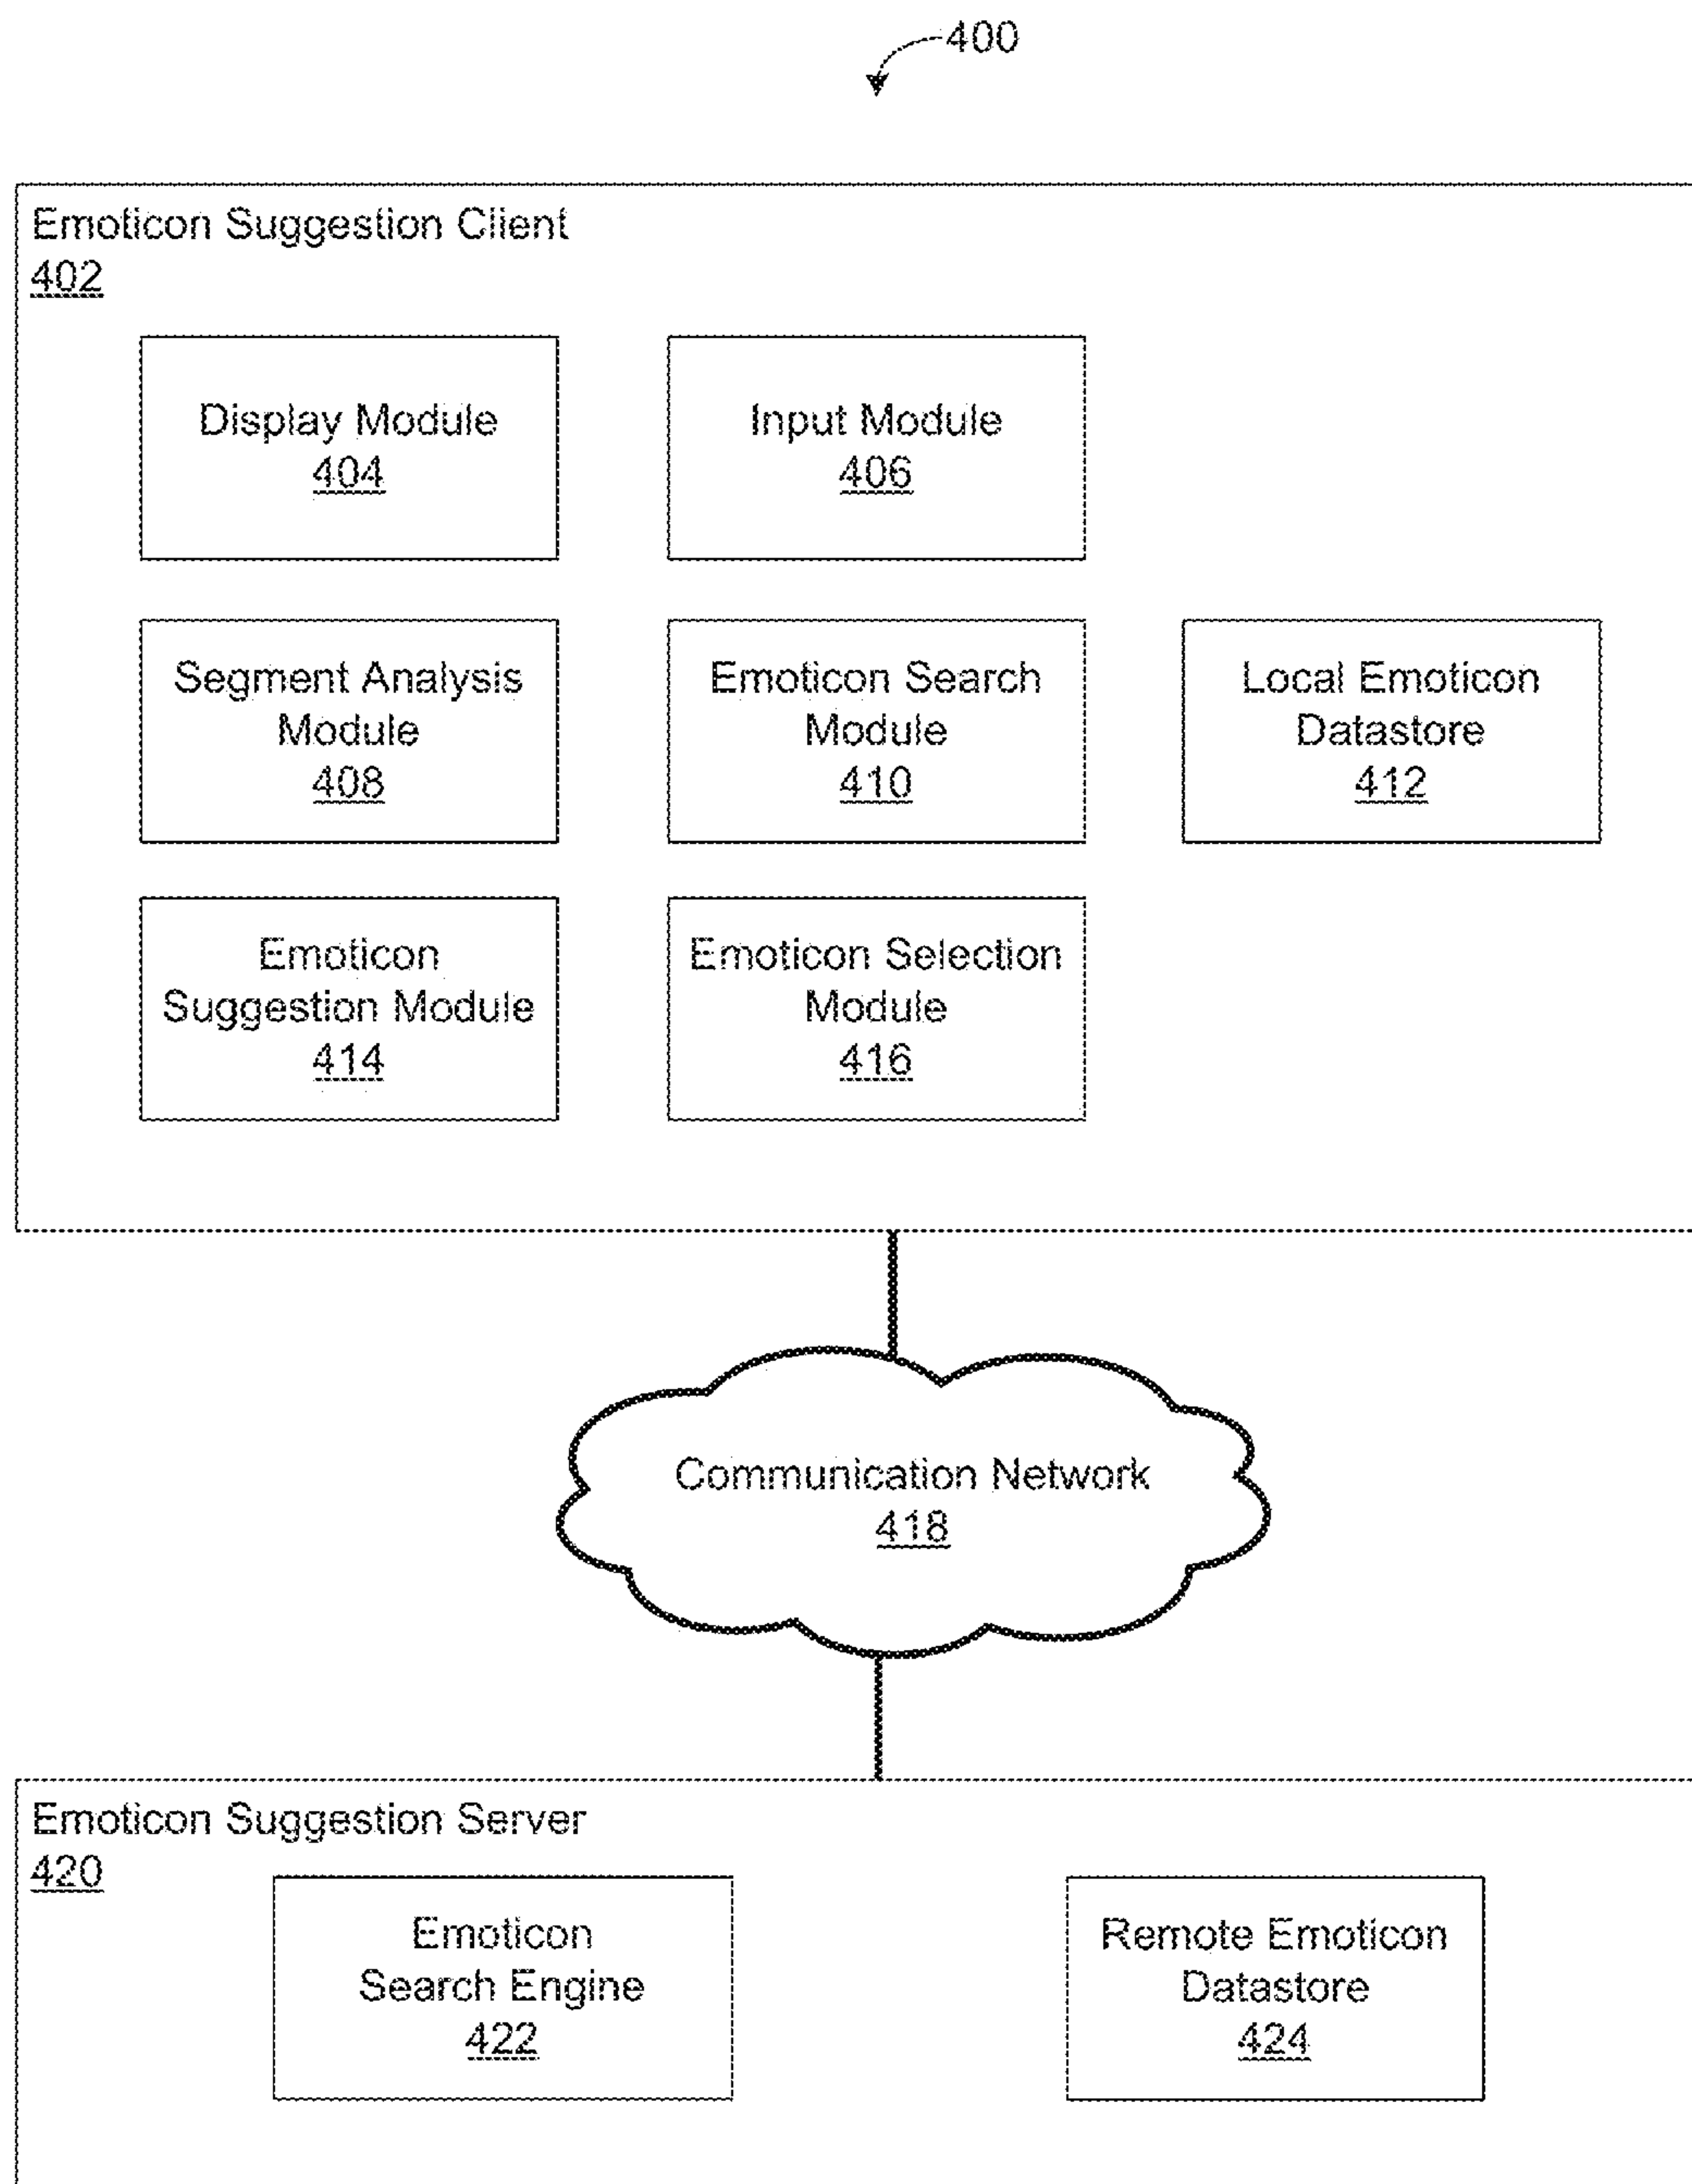 400
Emoticon Suggestion Client
402
Display Module
404
Input Module
406
Segment Analysis
Module
408
Emoticon Search
Module
410
Local Emoticon
Datastore
412
Emoticon
Suggestion Module
414
Emoticon Selection
Module
416
Communication Network
418
Emoticon Suggestion Server
420
Emoticon
Search Engine
422
Remote Emoticon
Datastore
424